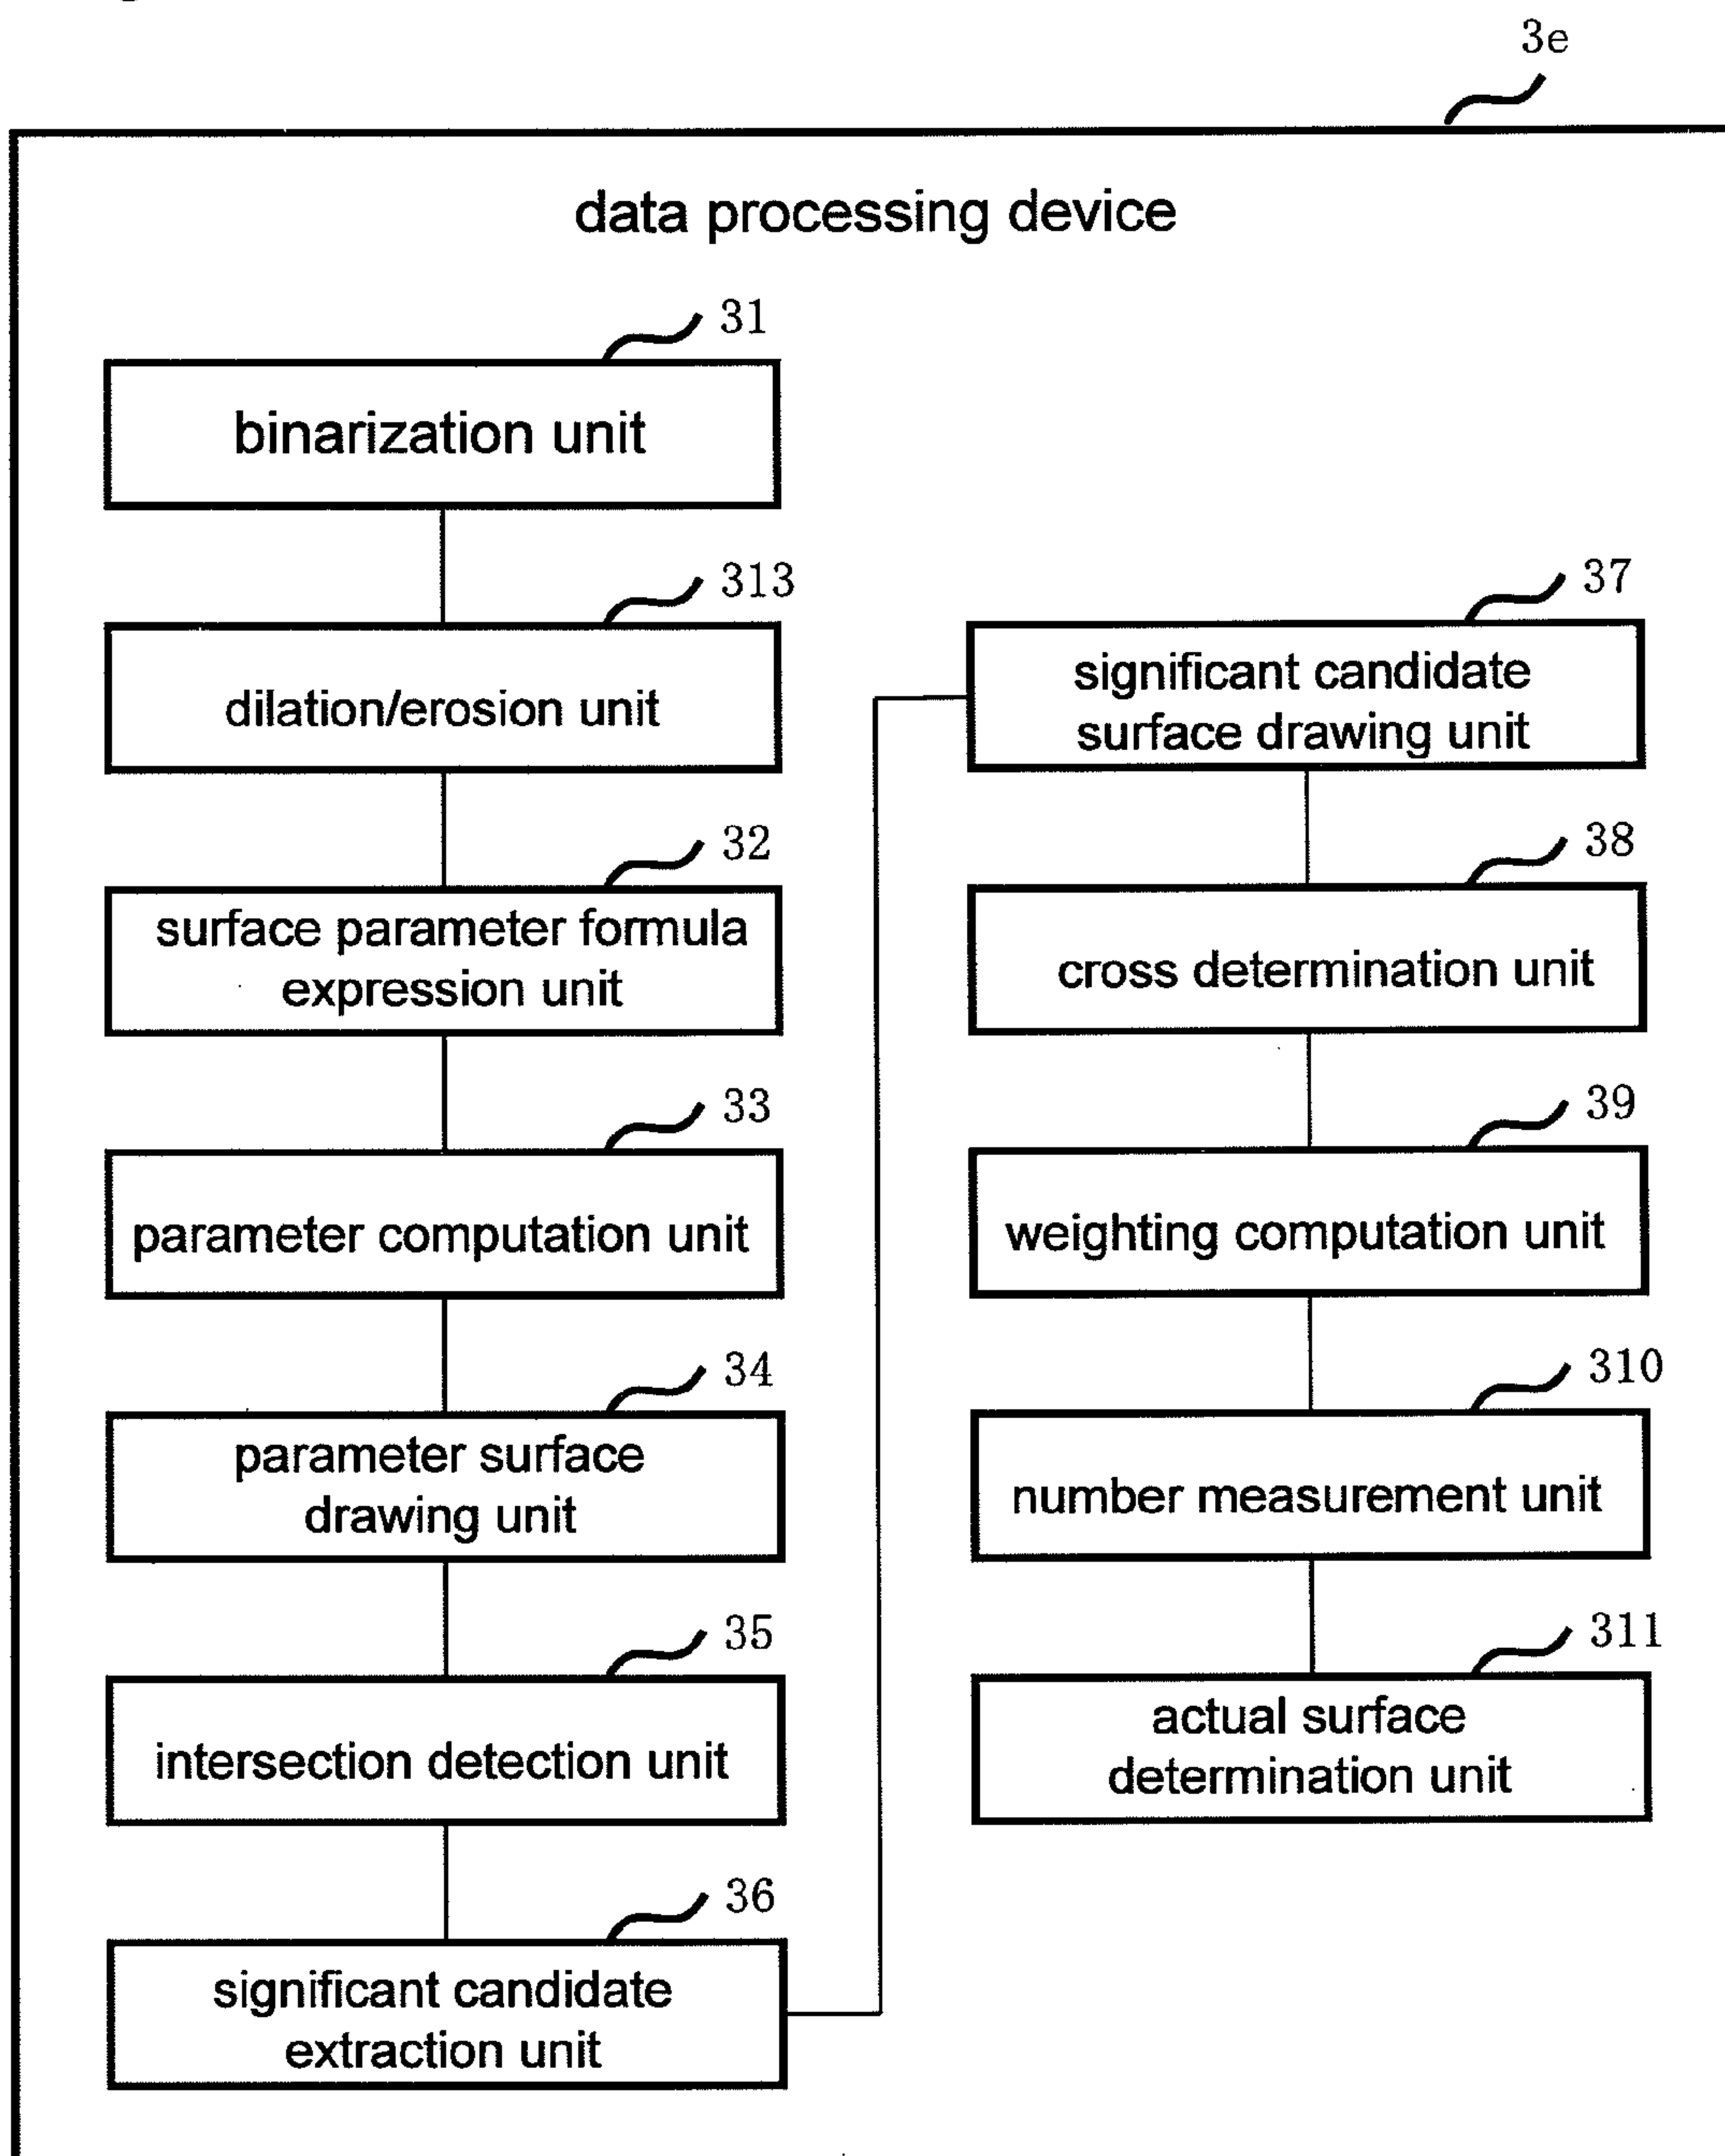 3e
data processing device
31
binarization unit
313
dilation/erosion unit
32
surface parameter formula
expression unit
33
parameter computation unit
34
parameter surface
drawing unit
35
intersection detection unit
36
significant candidate
extraction unit
37
significant candidate
surface drawing unit
38
cross determination unit
39
weighting computation unit
310
number measurement unit
311
actual surface
determination unit